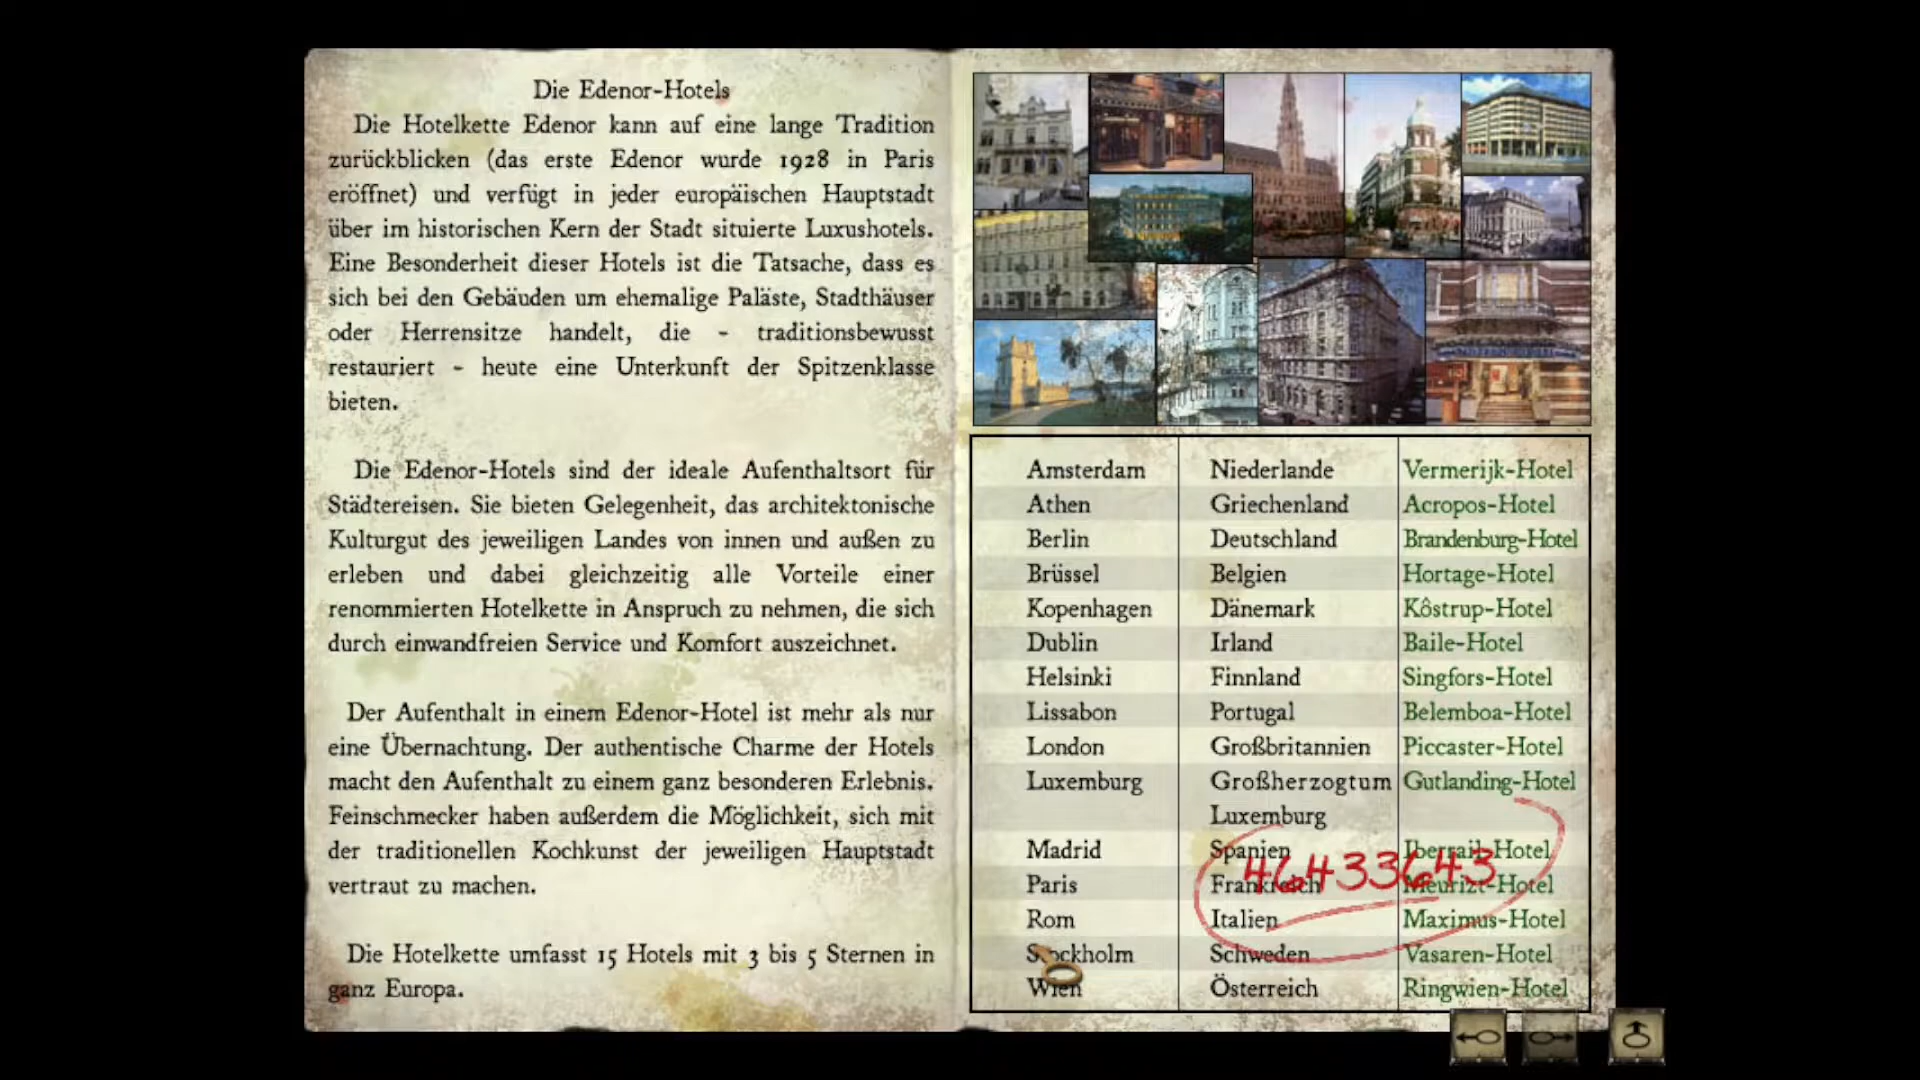 Die Edenor-Hotels
Die Hotelkette Edenor kann auf eine lange Tradition
zurückblicken (das erste Edenor wurde 1928 in Paris
eröffnet) und verfügt in jeder europäischen Hauptstadt
über im historischen Kern der Stadt situierte Luxushotels.
Eine Besonderheit dieser Hotels ist die Tatsache, dass es
sich bei den Gebäuden um ehemalige Paläste, Stadthäuser
oder Herrensitze handelt, die - traditionsbewusst
restauriert - heute eine Unterkunft der Spitzenklasse
bieten.
Die Edenor-Hotels sind der ideale Aufenthaltsort für
Städtereisen. Sie bieten Gelegenheit, das architektonische
Kulturgut des jeweiligen Landes von innen und außen zu
erleben und dabei gleichzeitig alle Vorteile einer
renommierten Hotelkette in Anspruch zu nehmen, die sich
durch einwandfreien Service und Komfort auszeichnet.
Der Aufenthalt in einem Edenor-Hotel ist mehr als nur
eine Übernachtung. Der authentische Charme der Hotels
macht den Aufenthalt zu einem ganz besonderen Erlebnis.
Feinschmecker haben außerdem die Möglichkeit, sich mit
der traditionellen Kochkunst der jeweiligen Hauptstadt
vertraut zu machen.
Die Hotelkette umfasst 15 Hotels mit 3 bis 5 Sternen in
ganz Europa.
Amsterdam Niederlande Vermerijk-Hotel
Athen Griechenland Acropos-Hotel
Berlin Deutschland Brandenburg-Hotel
Brüssel Belgien Hortage-Hotel
Kopenhagen Dänemark Kôstrup-Hotel
Dublin Irland Baile-Hotel
Helsinki Finnland Singfors-Hotel
Lissabon Portugal Belemboa-Hotel
London Großbritannien Piccaster-Hotel
Luxemburg Großherzogtum Gutlanding-Hotel
Luxemburg
Madrid Spanien
46433643
Paris Frankreich
Rom Italien Maximus-Hotel
Stockholm Schweden Vasaren-Hotel
Wien Österreich Ringwien-Hotel